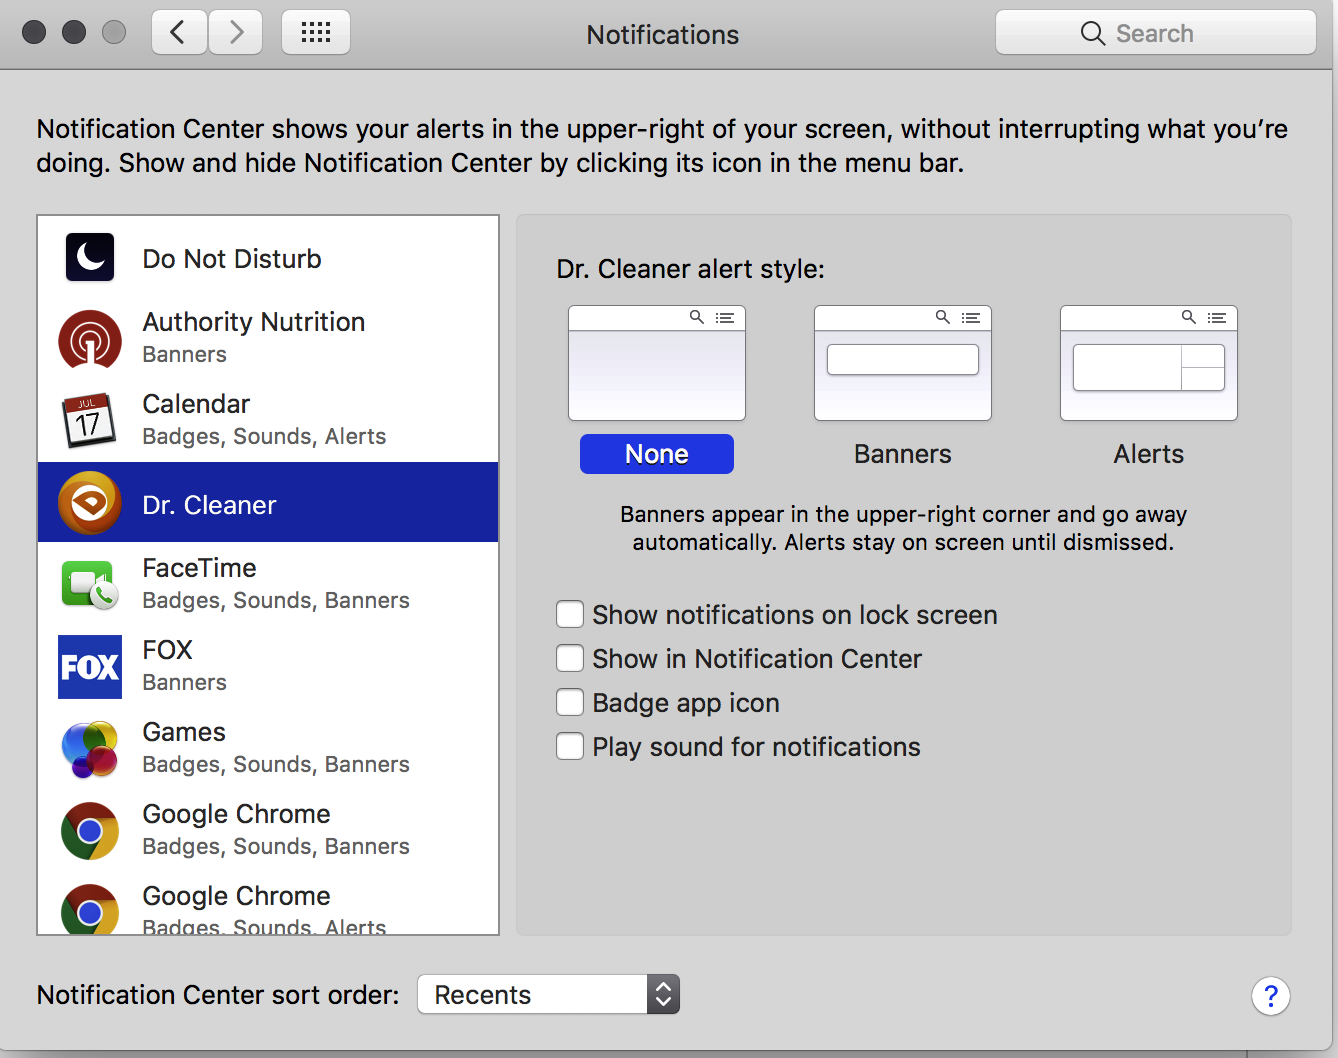 Notifications
Search
Notification Center shows your alerts in the upper-right of your screen, without interrupting what you’re
doing. Show and hide Notification Center by clicking its icon in the menu bar.
Do Not Disturb
Authority Nutrition
Banners
JUL
17
Calendar
Badges, Sounds, Alerts
Dr. Cleaner
FaceTime
Badges, Sounds, Banners
FOX
FOX
Banners
Games
Badges, Sounds, Banners
Google Chrome
Badges, Sounds, Banners
Google Chrome
Badges, Sounds, Alerts
Dr. Cleaner alert style:
None
Banners
Alerts
Banners appear in the upper-right corner and go away
automatically. Alerts stay on screen until dismissed.
Show notifications on lock screen
Show in Notification Center
Badge app icon
Play sound for notifications
Notification Center sort order:
Recents
?